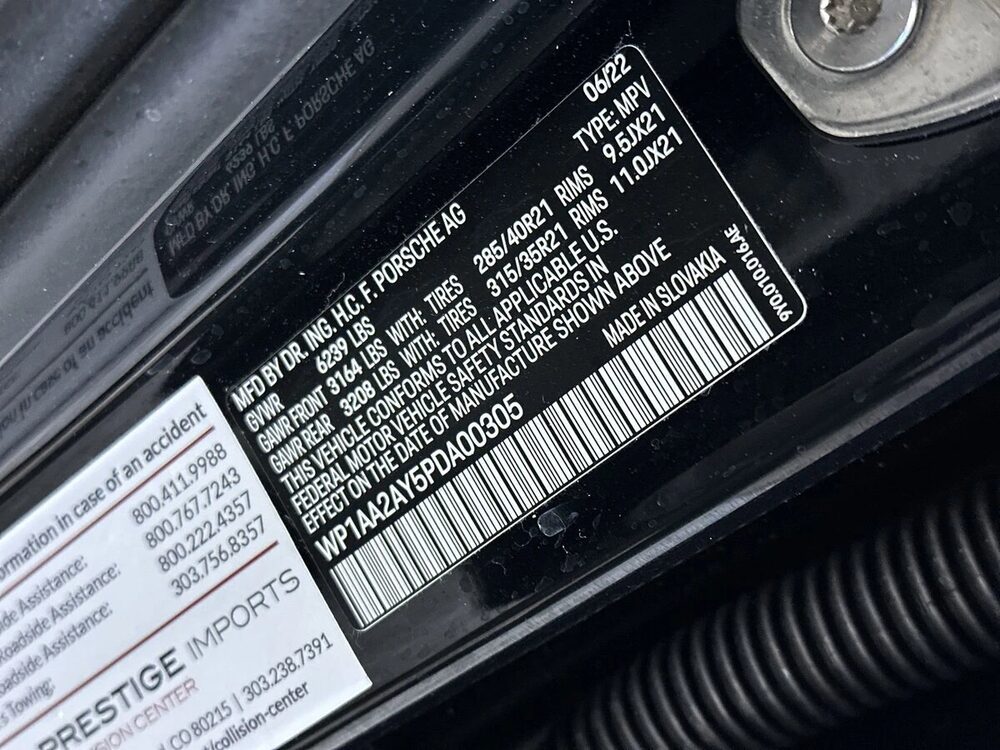 MFD BY DR. ING. H.C. F. PORSCHE AG 06/22
GVWR 6239 LBS TYPE: MPV
GAWR FRONT 3164 LBS WITH: TIRES 285/40R21 RIMS 9.5JX21
GAWR REAR 3208 LBS WITH: TIRES 315/35R21 RIMS 11.0JX21
THIS VEHICLE CONFORMS TO ALL APPLICABLE U.S.
FEDERAL MOTOR VEHICLE SAFETY STANDARDS IN
EFFECT ON THE DATE OF MANUFACTURE SHOWN ABOVE
WP1AA2AY5PDA00305 MADE IN SLOVAKIA
9Y0.010.016.AE
in case of an accident
Assistance: 800.411.9988
Roadside Assistance: 800.767.7243
Assistance: 800.222.4357
Towing: 303.756.8357
PRESTIGE IMPORTS
CENTER
CO 80215 | 303.238.7391
/collision-center